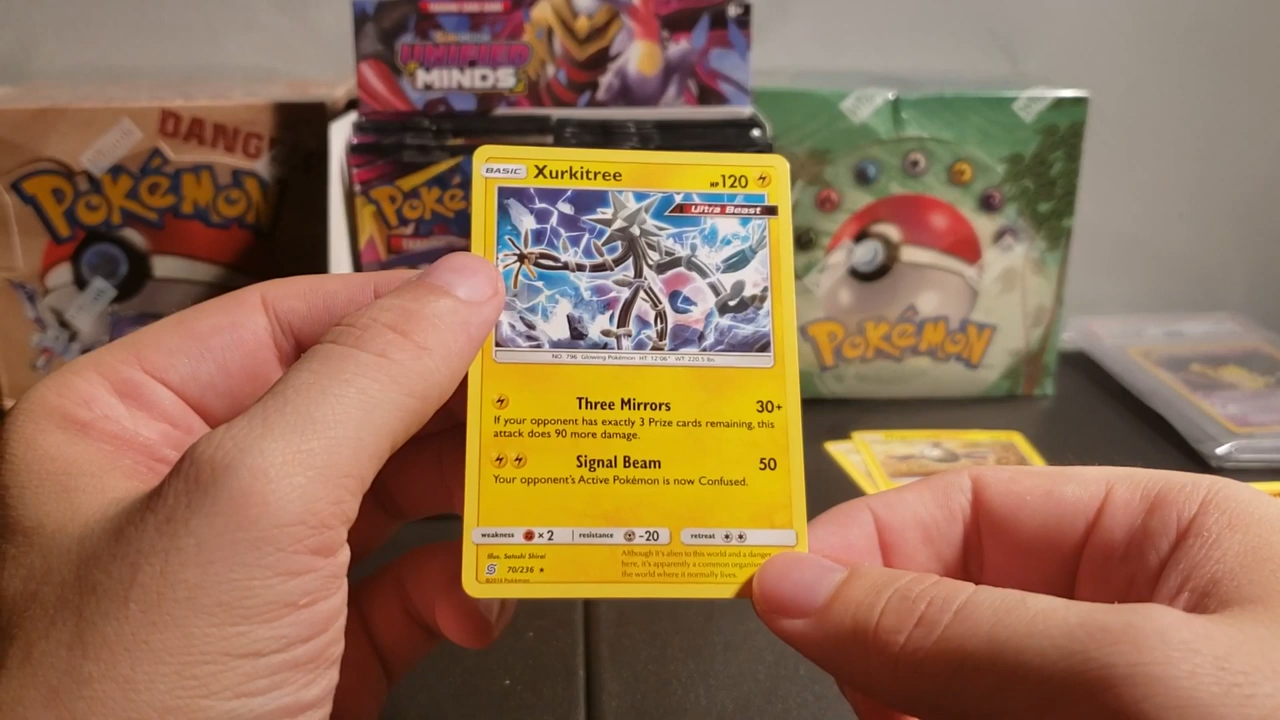 UNIFIED
MINDS
DANG
POKéMON
POKé
POKéMON
BASIC Xurkitree HP 120
Ultra Beast
NO. 796 Glowing Pokémon HT: 12'06" WT: 220.5 lbs.
Three Mirrors 30+
If your opponent has exactly 3 Prize cards remaining, this
attack does 90 more damage.
Signal Beam 50
Your opponent's Active Pokémon is now Confused.
weakness × 2 resistance -20 retreat
Illus. Satoshi Shirai
70/236 ★
©2019 Pokémon
Although it's alien to this world and a danger
here, it's apparently a common organism
the world where it normally lives.